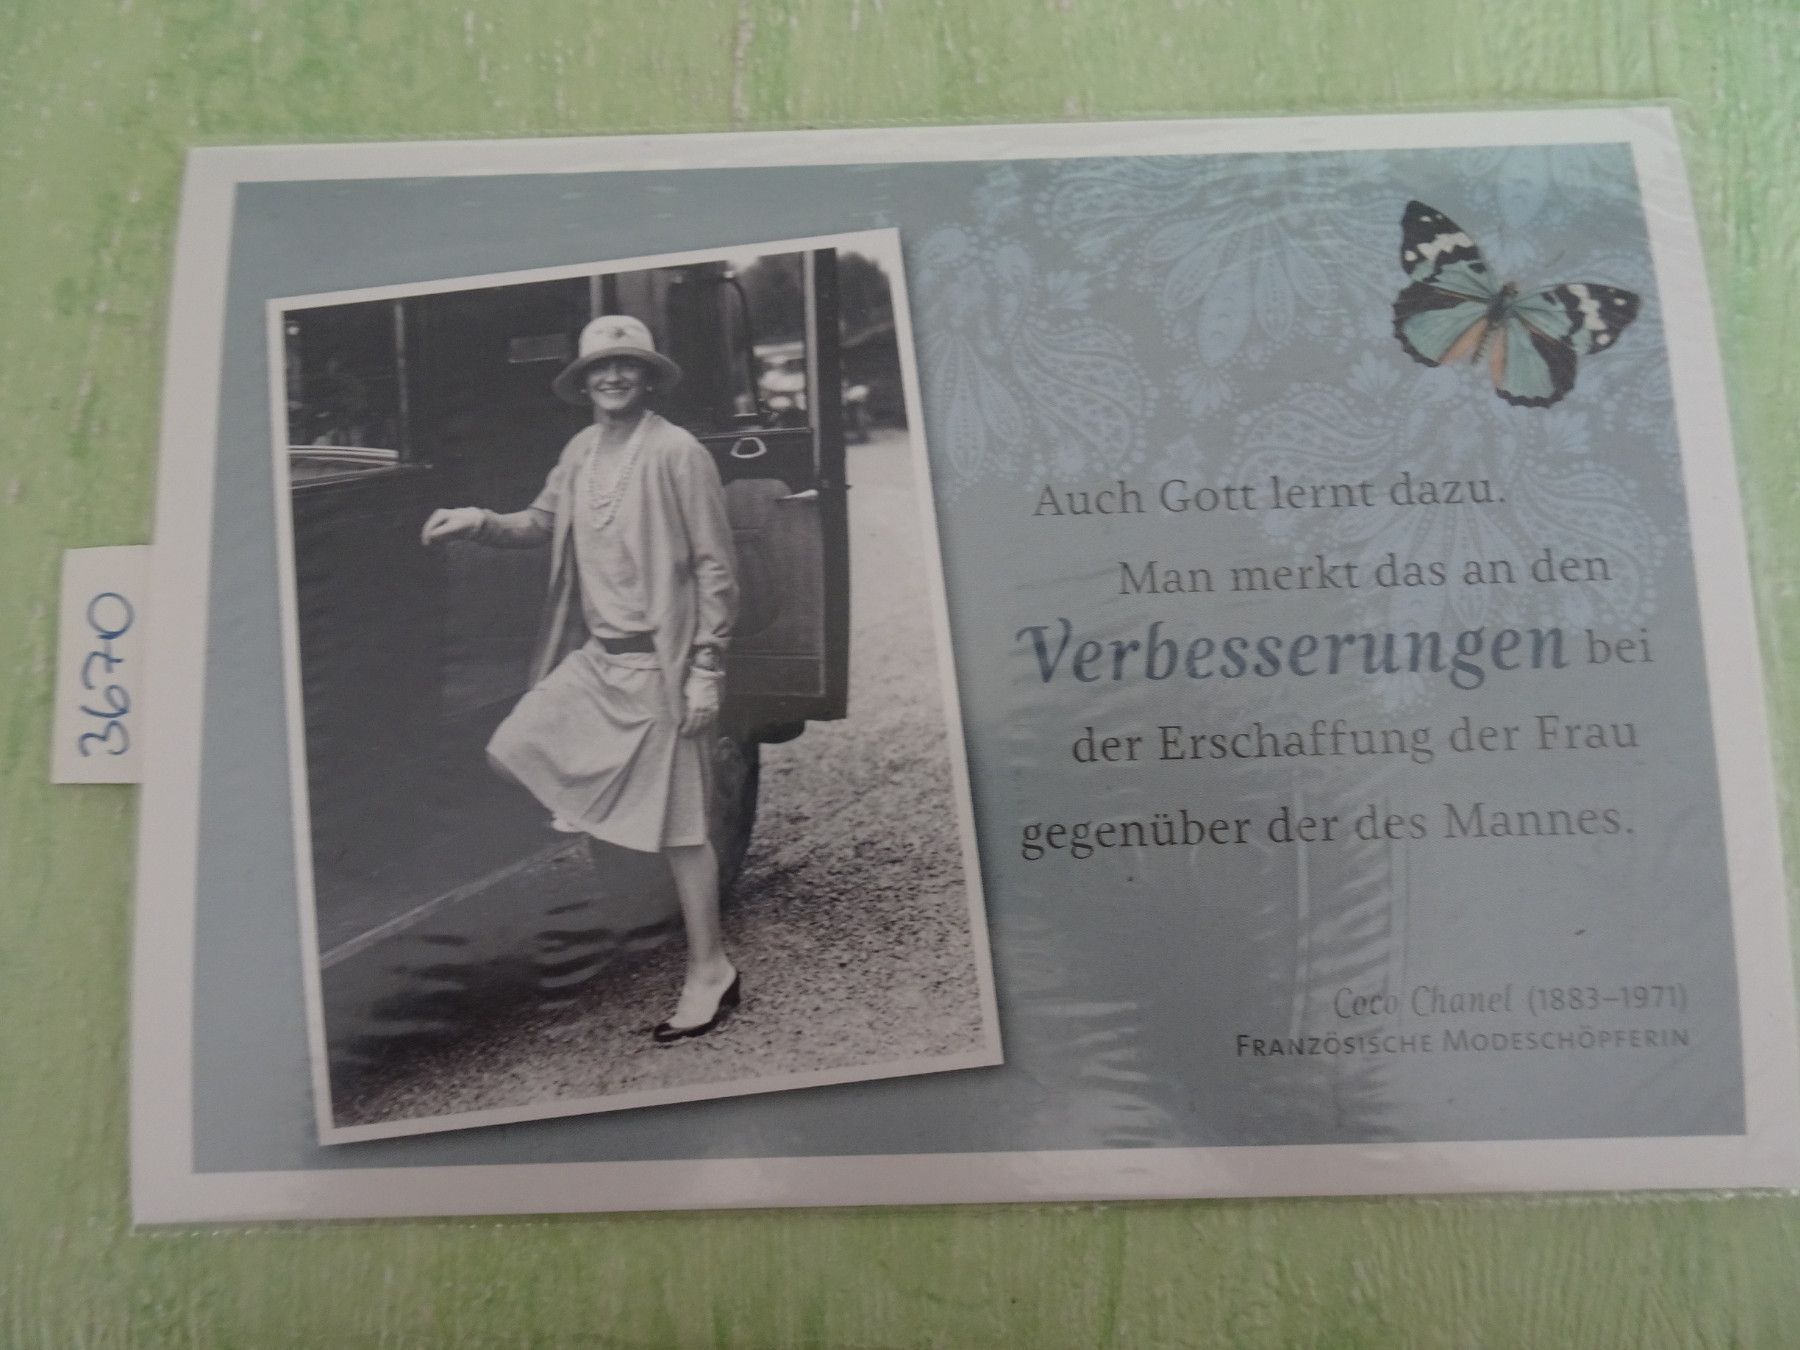 3670
Auch Gott lernt dazu.
Man merkt das an den
Verbesserungen bei
der Erschaffung der Frau
gegenüber der des Mannes.
Coco Chanel (1883–1971)
FRANZÖSISCHE MODESCHÖPFERIN